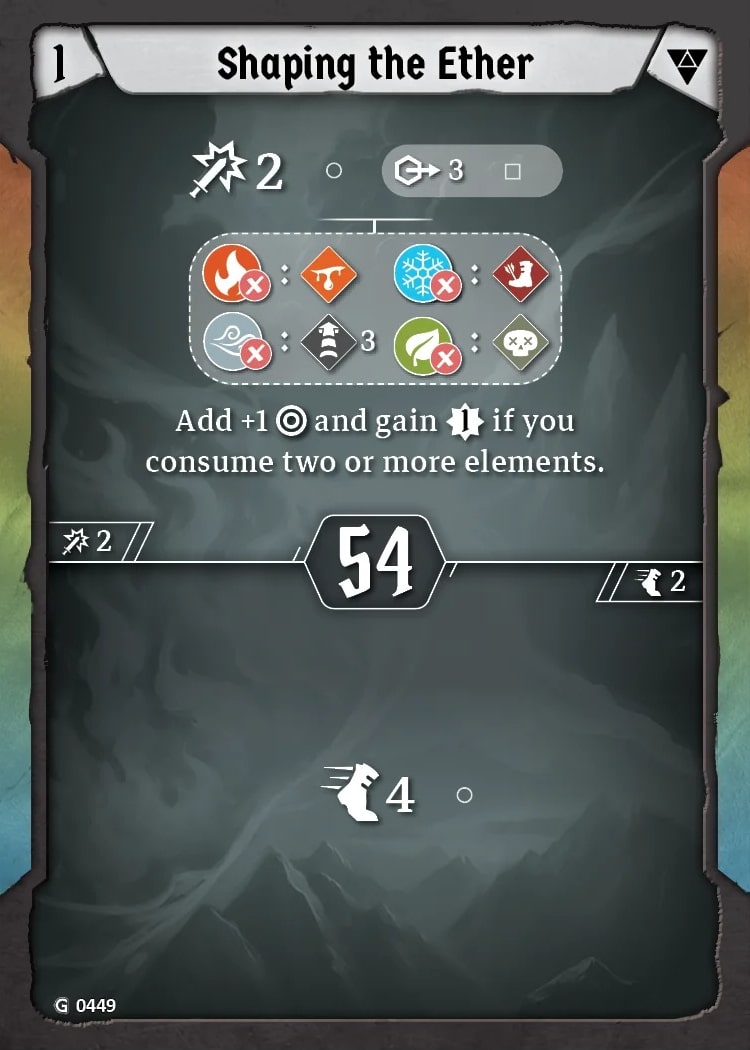 1 Shaping the Ether
2 3
: :
: 3 :
Add +1 and gain 1 if you
consume two or more elements.
2 54 2
4
G 0449